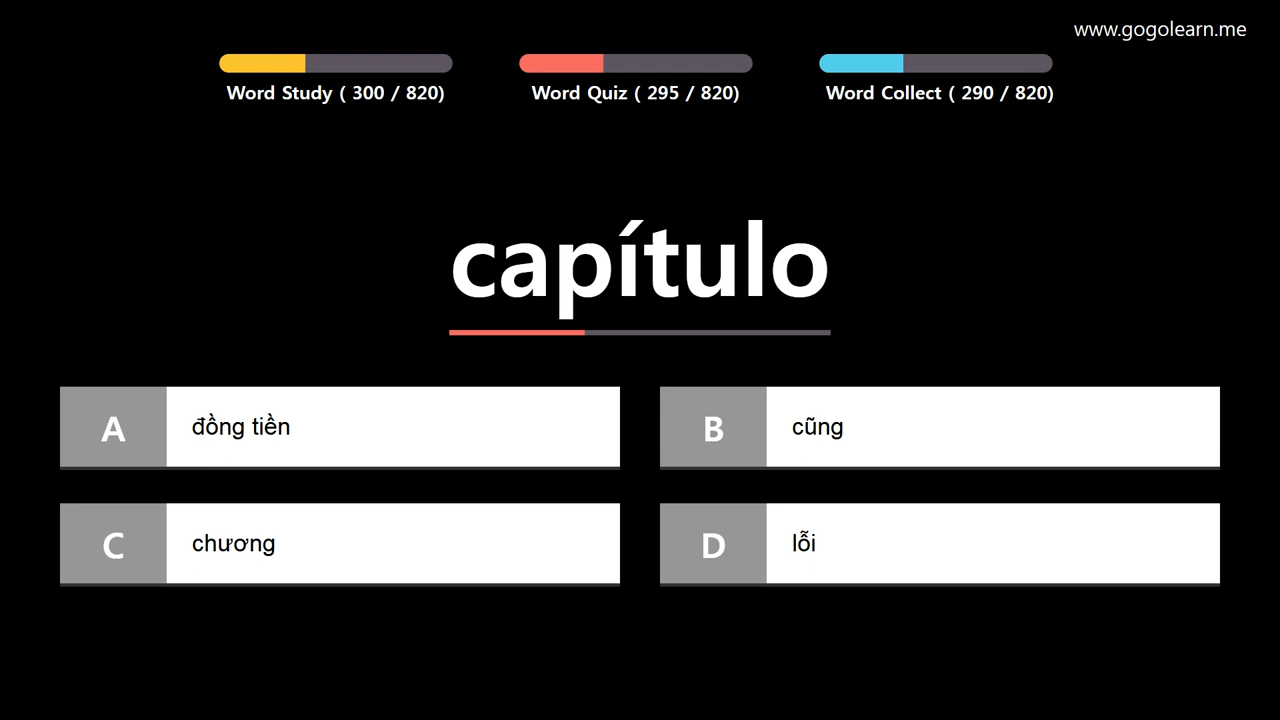 www.gogolearn.me
Word Study ( 300 / 820)
Word Quiz ( 295 / 820)
Word Collect ( 290 / 820)
capítulo
A đồng tiền
B cũng
C chương
D lỗi